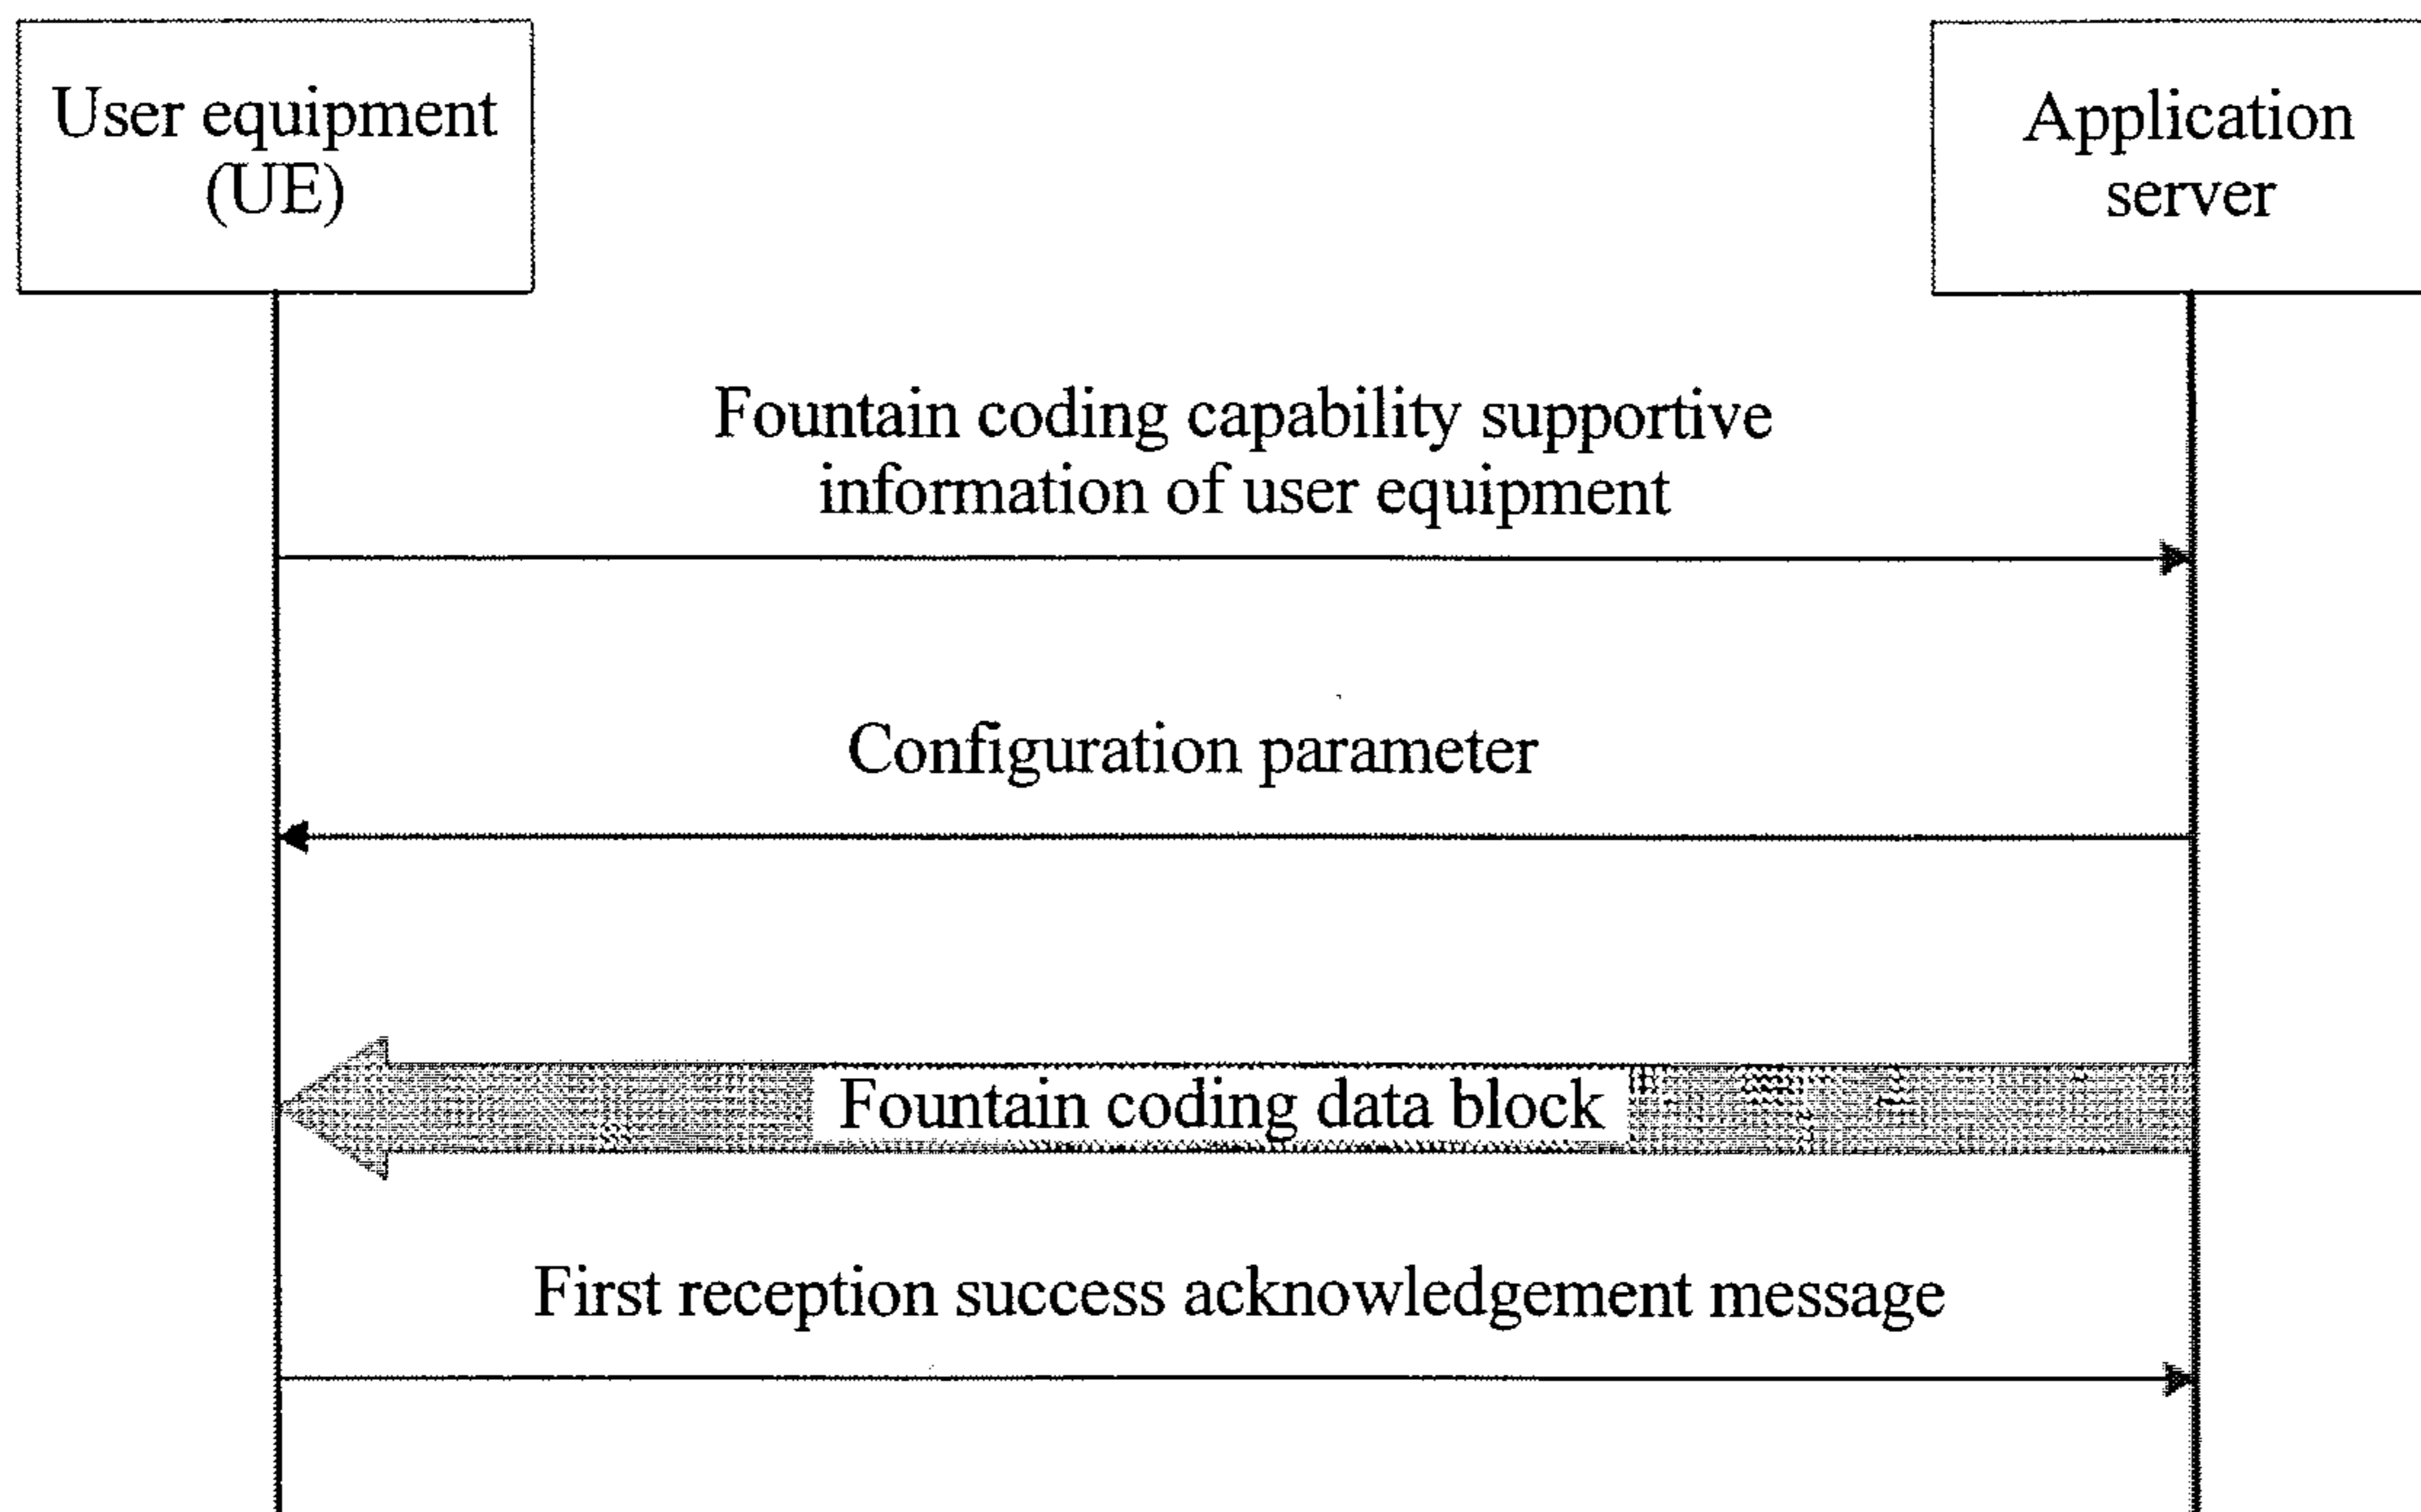 User equipment
(UE)
Application
server
Fountain coding capability supportive
information of user equipment
Configuration parameter
Fountain coding data block
First reception success acknowledgement message